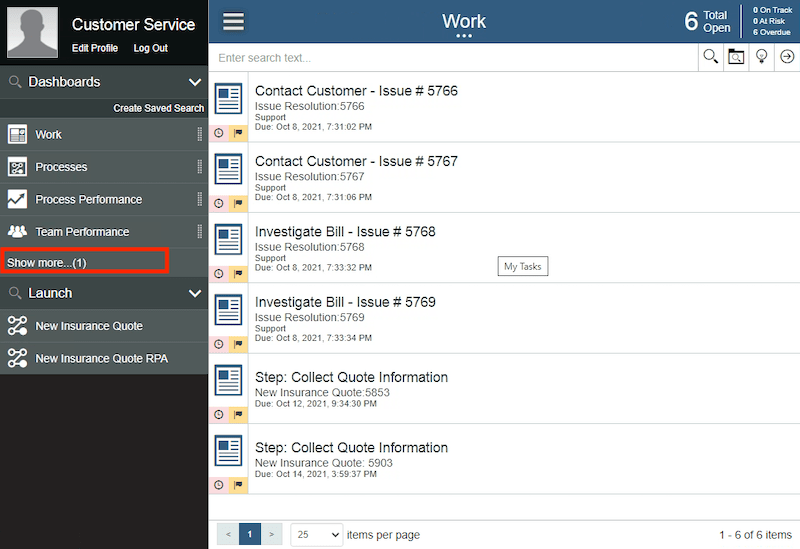 Customer Service
Edit Profile Log Out
Dashboards
Create Saved Search
Work
Processes
Process Performance
Team Performance
Show more...(1)
Launch
New Insurance Quote
New Insurance Quote RPA
Work
6 Total Open
0 On Track
0 At Risk
6 Overdue
Enter search text...
Contact Customer - Issue # 5766
Issue Resolution:5766
Support
Due: Oct 8, 2021, 7:31:02 PM
Contact Customer - Issue # 5767
Issue Resolution:5767
Support
Due: Oct 8, 2021, 7:31:06 PM
Investigate Bill - Issue # 5768
Issue Resolution:5768
Support
Due: Oct 8, 2021, 7:33:32 PM
My Tasks
Investigate Bill - Issue # 5769
Issue Resolution:5769
Support
Due: Oct 8, 2021, 7:33:34 PM
Step: Collect Quote Information
New Insurance Quote:5853
Due: Oct 12, 2021, 9:34:30 PM
Step: Collect Quote Information
New Insurance Quote: 5903
Due: Oct 14, 2021, 3:59:37 PM
< 1 > 25 items per page
1 - 6 of 6 items